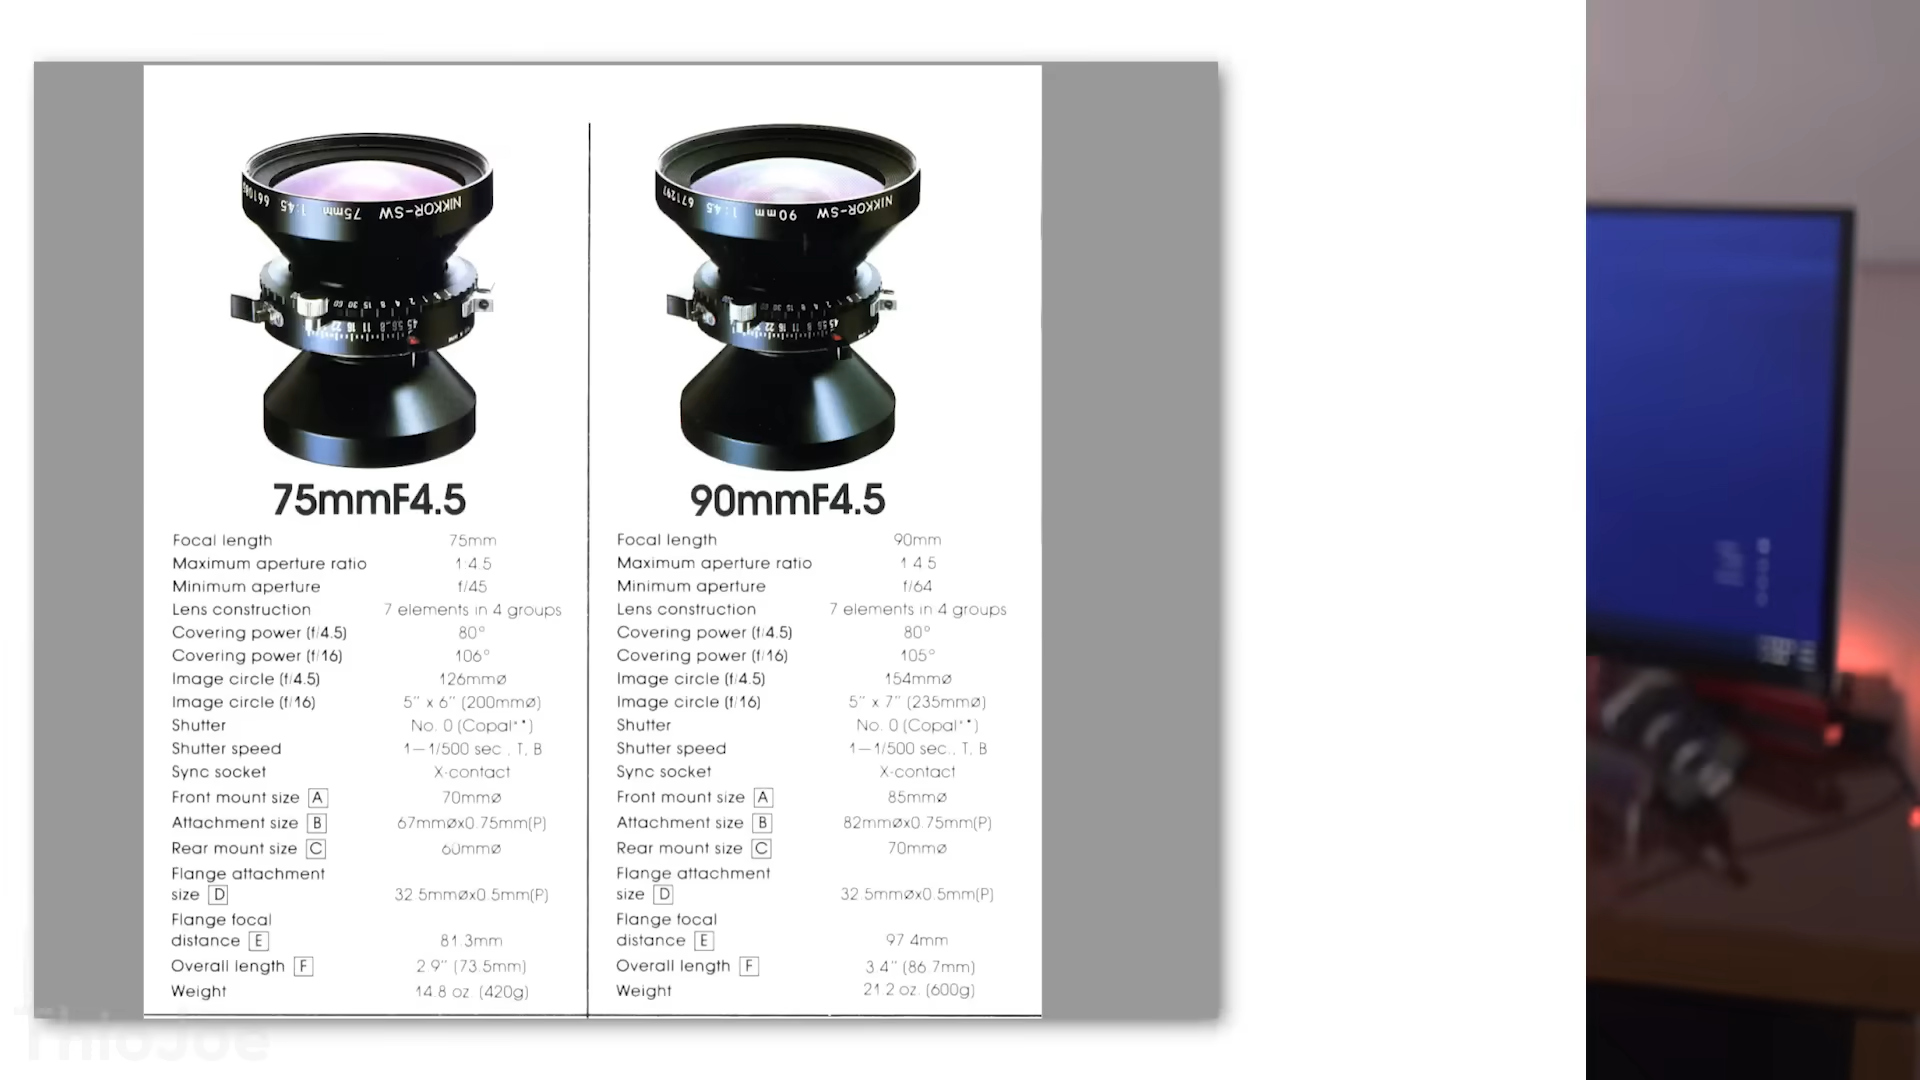 NIKKOR-SW 75mm 1:4.5
NIKKOR-SW 90mm 1:4.5 671297
75mmF4.5
Focal length 75mm
Maximum aperture ratio 1:4.5
Minimum aperture f/45
Lens construction 7 elements in 4 groups
Covering power (f/4.5) 80°
Covering power (f/16) 106°
Image circle (f/4.5) 126mmø
Image circle (f/16) 5" x 6" (200mmø)
Shutter No. 0 (Copal**)
Shutter speed 1—1/500 sec., T, B
Sync socket X-contact
Front mount size A 70mmø
Attachment size B 67mmøx0.75mm(P)
Rear mount size C 60mmø
Flange attachment
size D 32.5mmøx0.5mm(P)
Flange focal
distance E 81.3mm
Overall length F 2.9" (73.5mm)
Weight 14.8 oz. (420g)
90mmF4.5
Focal length 90mm
Maximum aperture ratio 1:4.5
Minimum aperture f/64
Lens construction 7 elements in 4 groups
Covering power (f/4.5) 80°
Covering power (f/16) 105°
Image circle (f/4.5) 154mmø
Image circle (f/16) 5" x 7" (235mmø)
Shutter No. 0 (Copal**)
Shutter speed 1—1/500 sec., T, B
Sync socket X-contact
Front mount size A 85mmø
Attachment size B 82mmøx0.75mm(P)
Rear mount size C 70mmø
Flange attachment
size D 32.5mmøx0.5mm(P)
Flange focal
distance E 97.4mm
Overall length F 3.4" (86.7mm)
Weight 21.2 oz. (600g)
ThioJoe